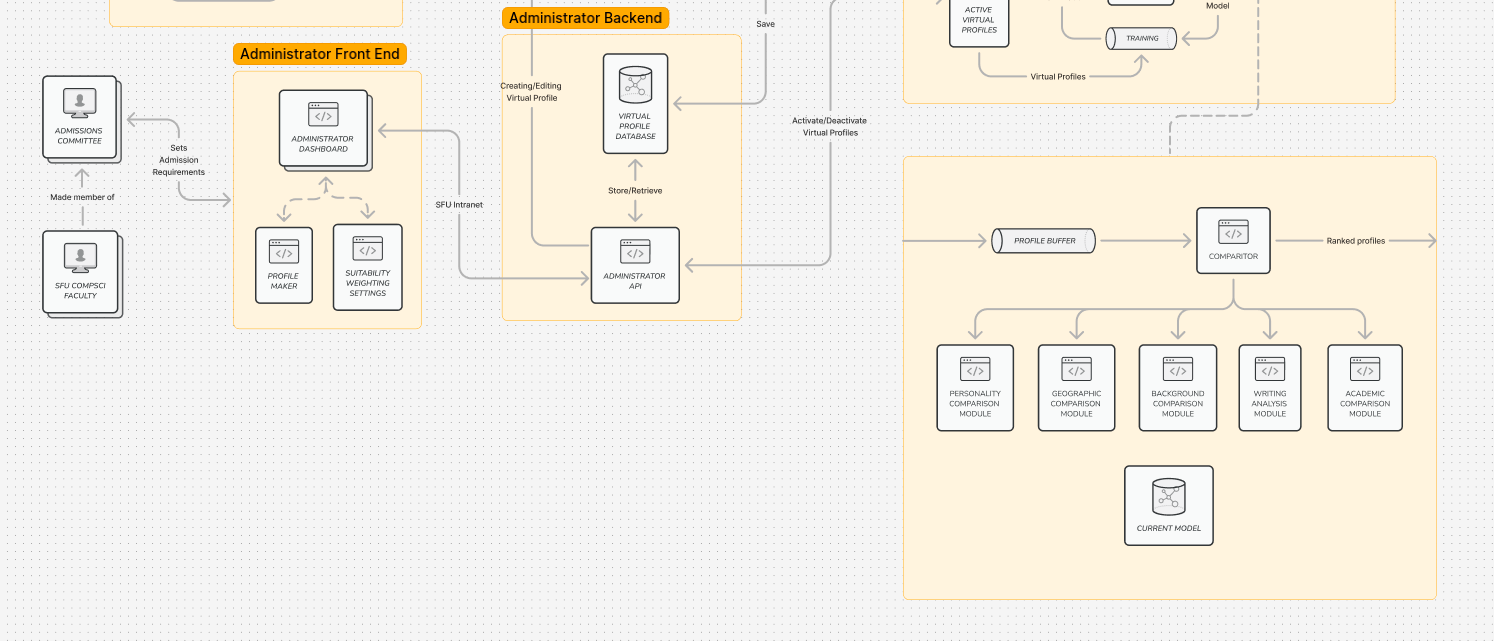 Administrator Front End
Administrator Backend
ADMISSIONS
COMMITTEE
Made member of
SFU COMPSCI
FACULTY
Sets
Admission
Requirements
ADMINISTRATOR
DASHBOARD
PROFILE
MAKER
SUITABILITY
WEIGHTING
SETTINGS
SFU Intranet
Creating/Editing
Virtual Profile
VIRTUAL
PROFILE
DATABASE
Store/Retrieve
ADMINISTRATOR
API
Save
Activate/Deactivate
Virtual Profiles
ACTIVE
VIRTUAL
PROFILES
Model
TRAINING
Virtual Profiles
PROFILE BUFFER
COMPARITOR
Ranked profiles
PERSONALITY
COMPARISON
MODULE
GEOGRAPHIC
COMPARISON
MODULE
BACKGROUND
COMPARISON
MODULE
WRITING
ANALYSIS
MODULE
ACADEMIC
COMPARISON
MODULE
CURRENT MODEL